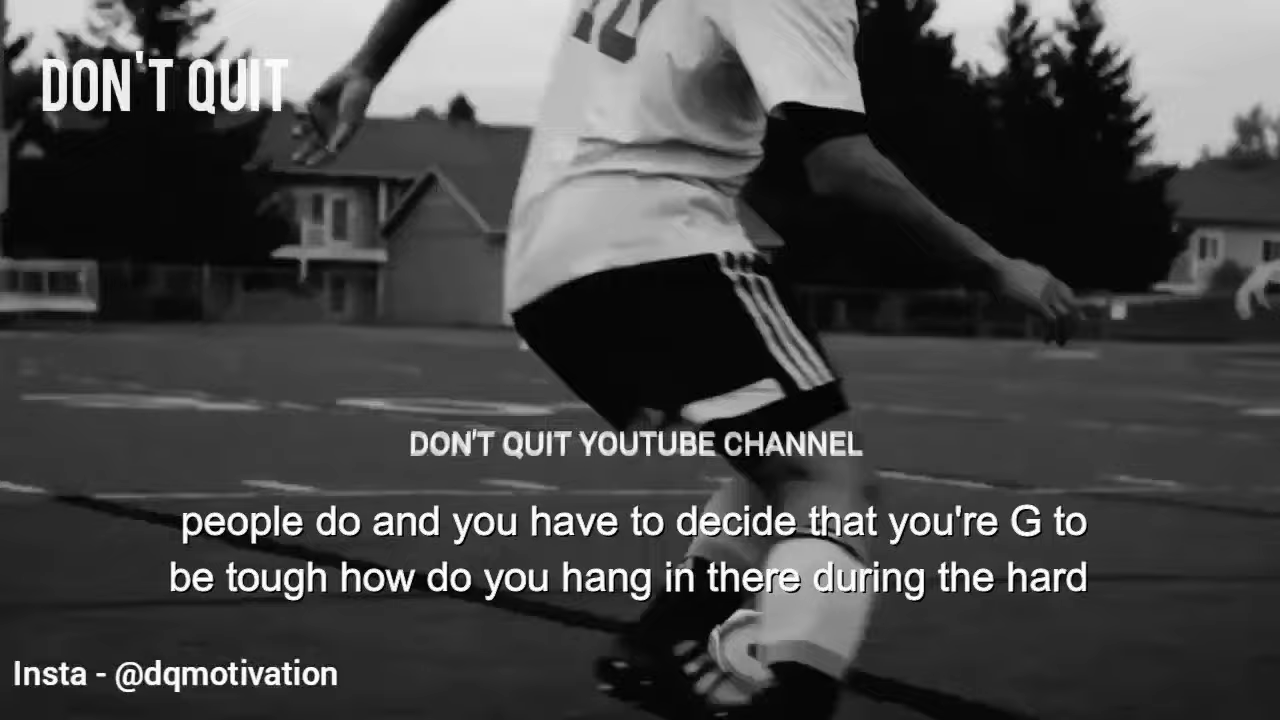 DON'T QUIT
DON'T QUIT YOUTUBE CHANNEL
people do and you have to decide that you're G to
be tough how do you hang in there during the hard
Insta - @dqmotivation